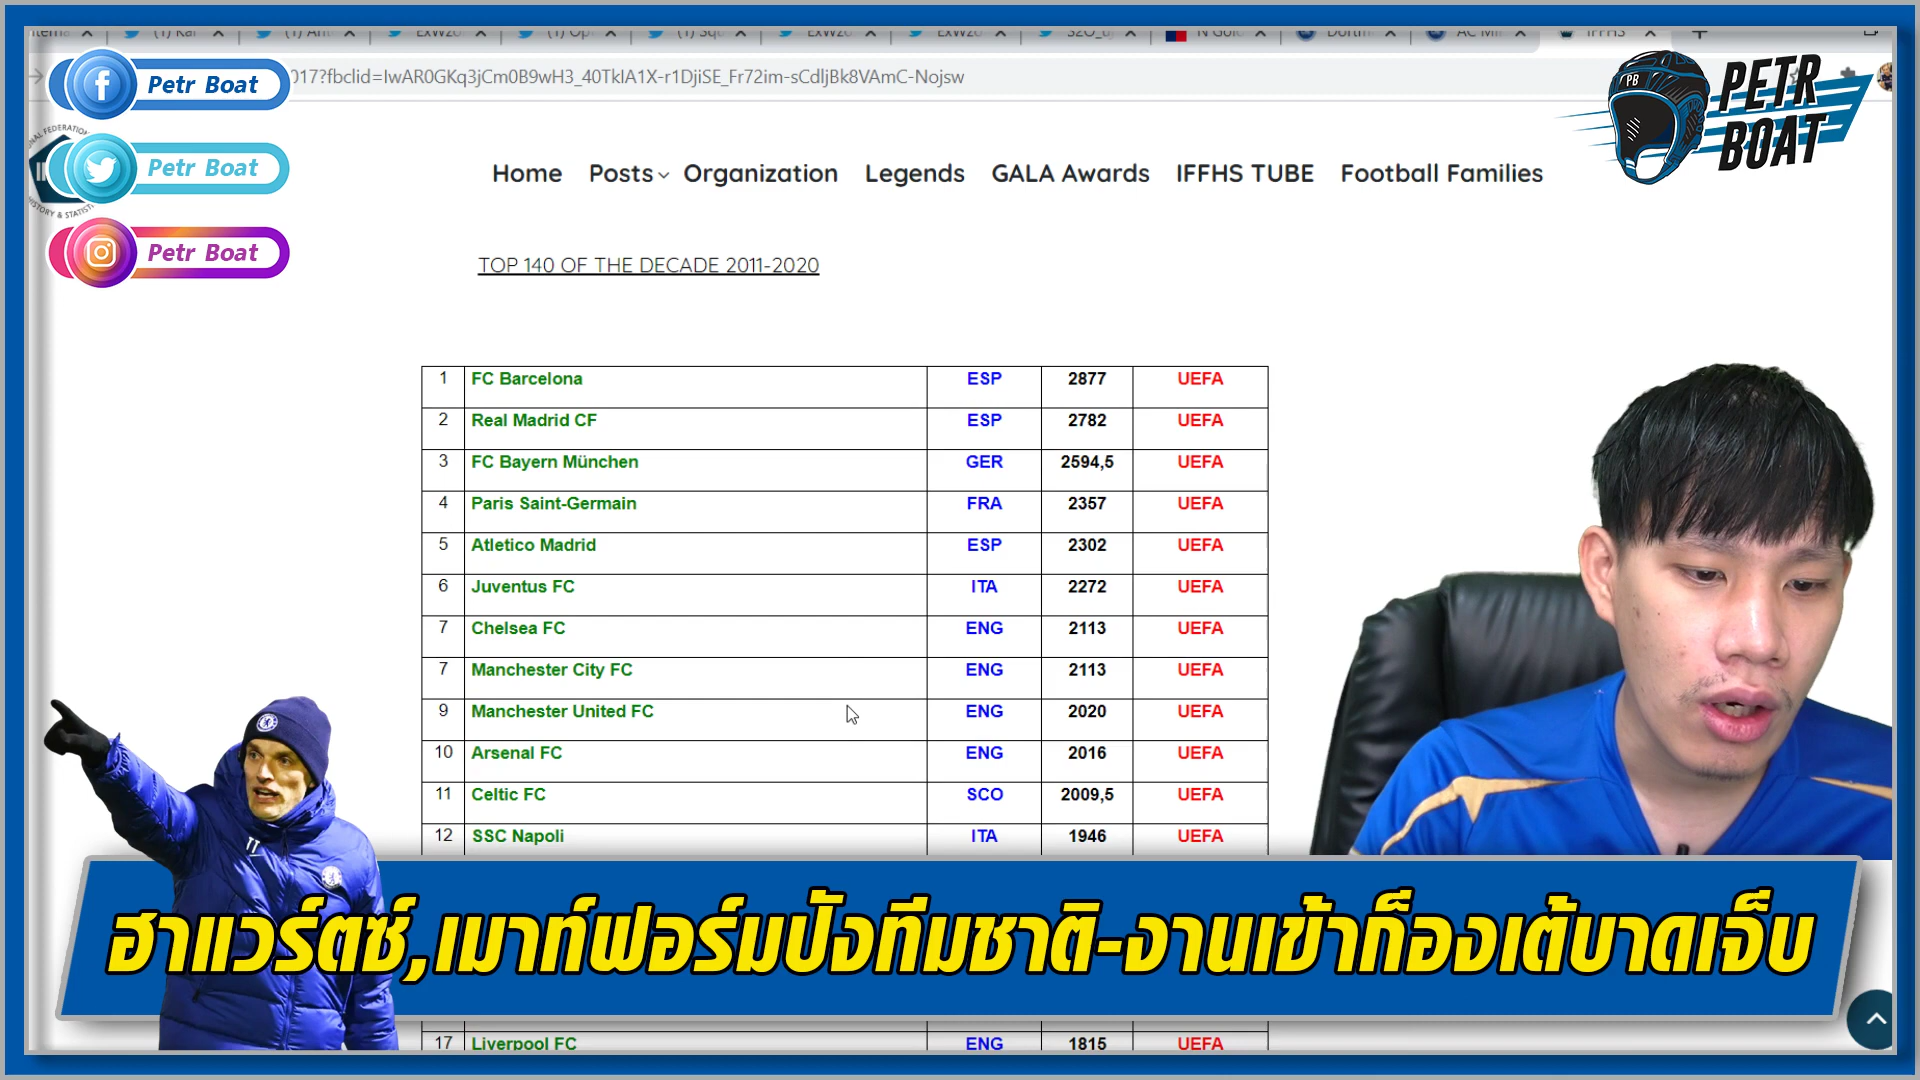 017?fbclid=IwAR0GKq3jCm0B9wH3_40TkIA1X-r1DjiSE_Fr72im-sCdljBk8VAmC-Nojsw
Petr Boat
Petr Boat
Petr Boat
PB
PETR
BOAT
Home Posts Organization Legends GALA Awards IFFHS TUBE Football Families
TOP 140 OF THE DECADE 2011-2020
1 FC Barcelona ESP 2877 UEFA
2 Real Madrid CF ESP 2782 UEFA
3 FC Bayern München GER 2594,5 UEFA
4 Paris Saint-Germain FRA 2357 UEFA
5 Atletico Madrid ESP 2302 UEFA
6 Juventus FC ITA 2272 UEFA
7 Chelsea FC ENG 2113 UEFA
7 Manchester City FC ENG 2113 UEFA
9 Manchester United FC ENG 2020 UEFA
10 Arsenal FC ENG 2016 UEFA
11 Celtic FC SCO 2009,5 UEFA
12 SSC Napoli ITA 1946 UEFA
TT
ฮาแวร์ตซ์,เมาท์ฟอร์มปังทีมชาติ-งานเข้าก็องเต้บาดเจ็บ
17 Liverpool FC ENG 1815 UEFA